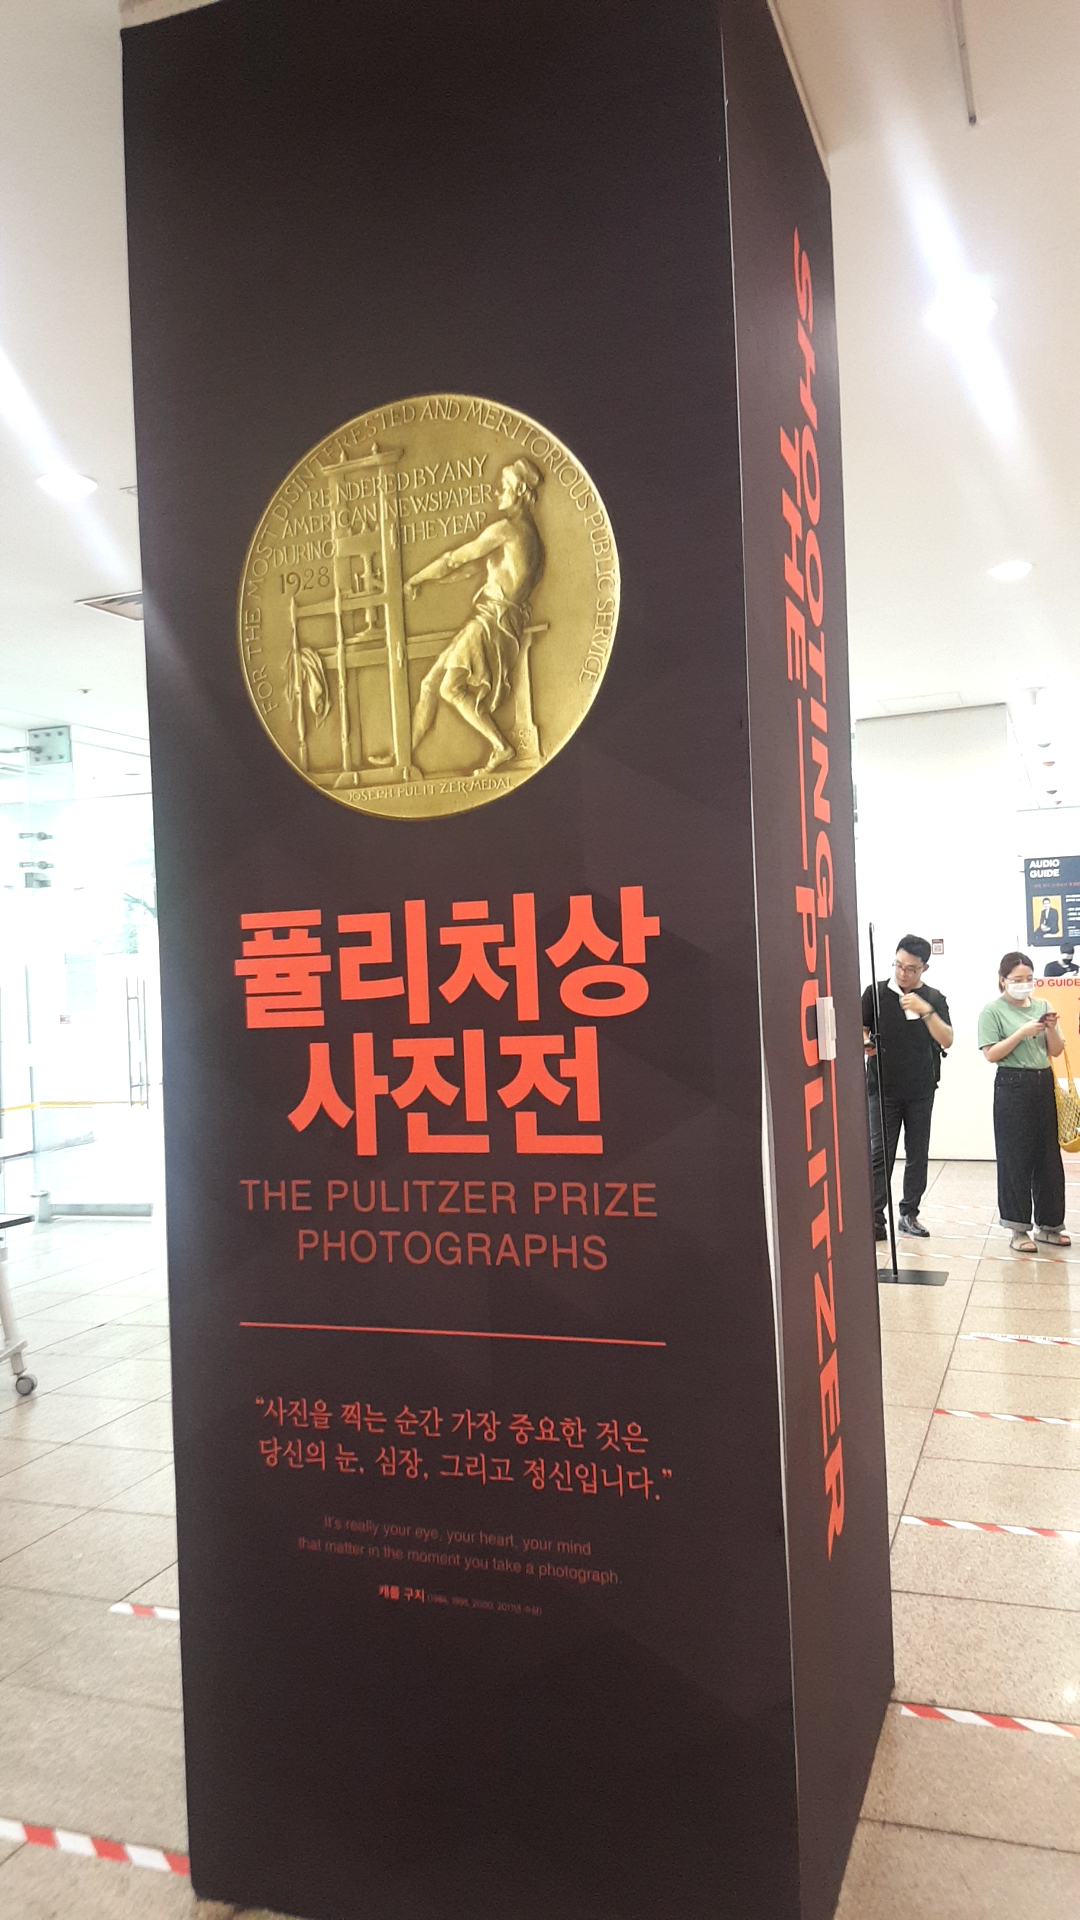 FOR THE MOST DISINTERESTED AND MERITORIOUS PUBLIC SERVICE
RENDERED BY ANY
AMERICAN NEWSPAPER
DURING THE YEAR
1928
JOSEPH PULITZER MEDAL
퓰리처상
사진전
THE PULITZER PRIZE
PHOTOGRAPHS
“사진을 찍는 순간 가장 중요한 것은
당신의 눈, 심장, 그리고 정신입니다.”
It's really your eye, your heart, your mind
that matter in the moment you take a photograph.
캐롤 구지
SHOOTING
THE PULITZER
AUDIO
GUIDE
O GUIDE